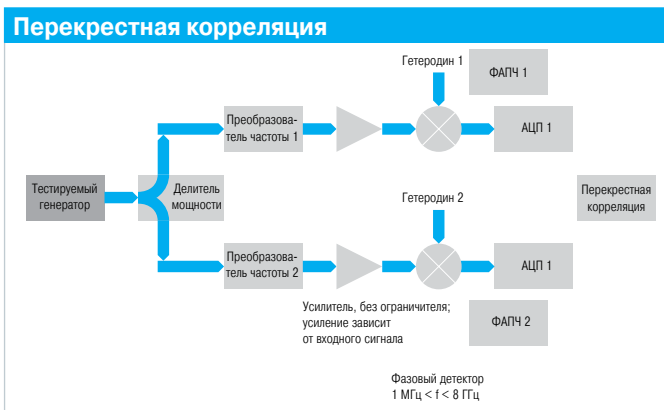 Перекрестная корреляция
Гетеродин 1
ФАПЧ 1
Преобразова-
тель частоты 1
АЦП 1
Тестируемый
генератор
Делитель
мощности
Гетеродин 2
Перекрестная
корреляция
Преобразова-
тель частоты 2
АЦП 1
Усилитель, без ограничителя;
усиление зависит
от входного сигнала
ФАПЧ 2
Фазовый детектор
1 МГц < f < 8 ГГц